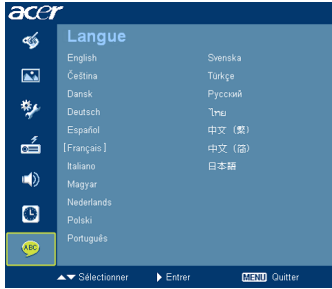 acer
Langue
English
Čeština
Dansk
Deutsch
Español
[Français]
Italiano
Magyar
Nederlands
Polski
Português
Svenska
Türkçe
Русский
ไทย
中文 (繁)
中文 (简)
日本語
ABC
▲▼ Sélectionner ▶ Entrer MENU Quitter